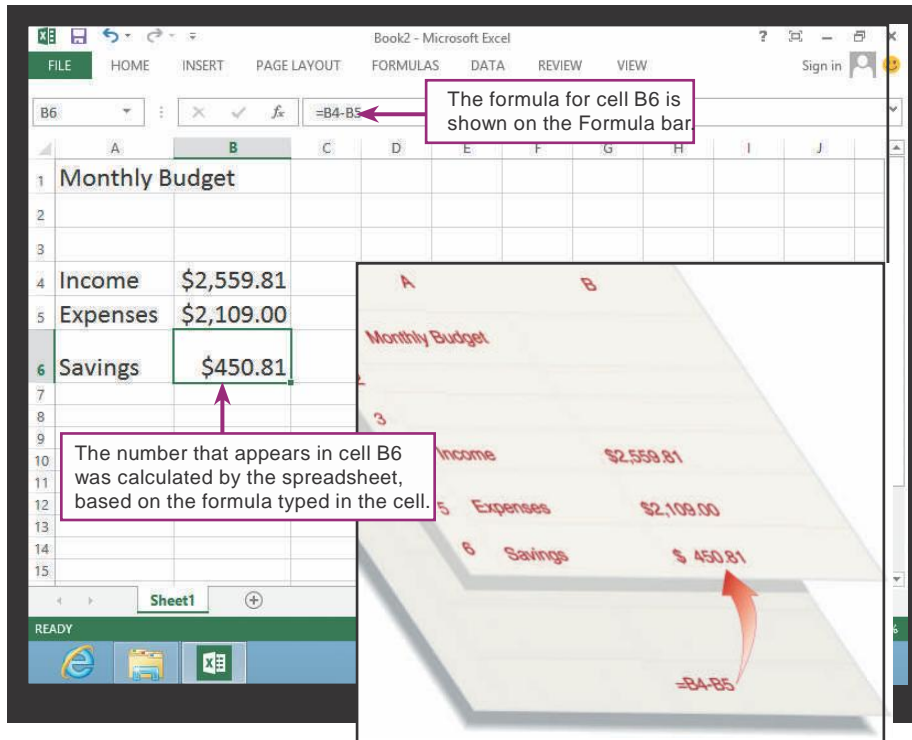 Book2 - Microsoft Excel
?
FILE HOME INSERT PAGE LAYOUT FORMULAS DATA REVIEW VIEW Sign in
B6 fx =B4-B5
The formula for cell B6 is
shown on the Formula bar.
A B C D E F G H I J
1 Monthly Budget
2
3
4 Income $2,559.81
5 Expenses $2,109.00
6 Savings $450.81
7
8
9
10
11
12
13
14
15
The number that appears in cell B6
was calculated by the spreadsheet,
based on the formula typed in the cell.
Sheet1
READY
A B
Monthly Budget
2
3
Income $2,559.81
5 Expenses $2,109.00
6 Savings $ 450.81
=B4-B5
%